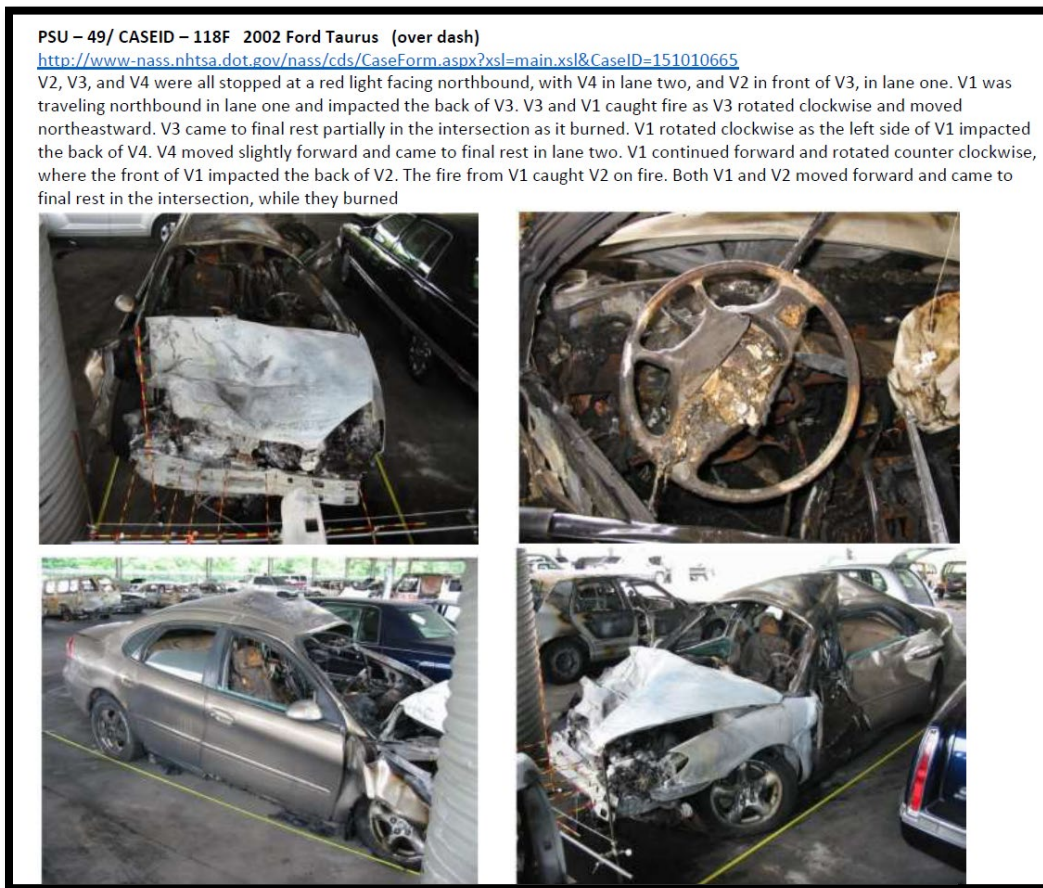 PSU – 49/ CASEID – 118F   2002 Ford Taurus   (over dash)
http://www-nass.nhtsa.dot.gov/nass/cds/CaseForm.aspx?xsl=main.xsl&CaseID=151010665
V2, V3, and V4 were all stopped at a red light facing northbound, with V4 in lane two, and V2 in front of V3, in lane one. V1 was
traveling northbound in lane one and impacted the back of V3. V3 and V1 caught fire as V3 rotated clockwise and moved
northeastward. V3 came to final rest partially in the intersection as it burned. V1 rotated clockwise as the left side of V1 impacted
the back of V4. V4 moved slightly forward and came to final rest in lane two. V1 continued forward and rotated counter clockwise,
where the front of V1 impacted the back of V2. The fire from V1 caught V2 on fire. Both V1 and V2 moved forward and came to
final rest in the intersection, while they burned